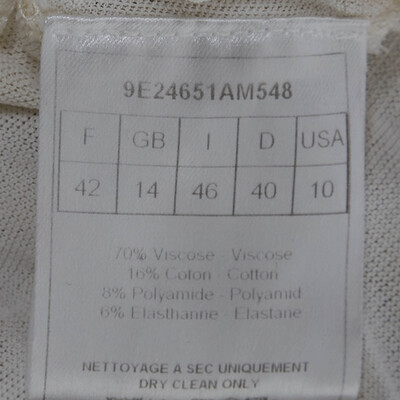 9E24651AM548
F GB I D USA
42 14 46 40 10
70% Viscose - Viscose
16% Coton - Cotton
8% Polyamide - Polyamid
6% Elasthanne - Elastane
NETTOYAGE A SEC UNIQUEMENT
DRY CLEAN ONLY